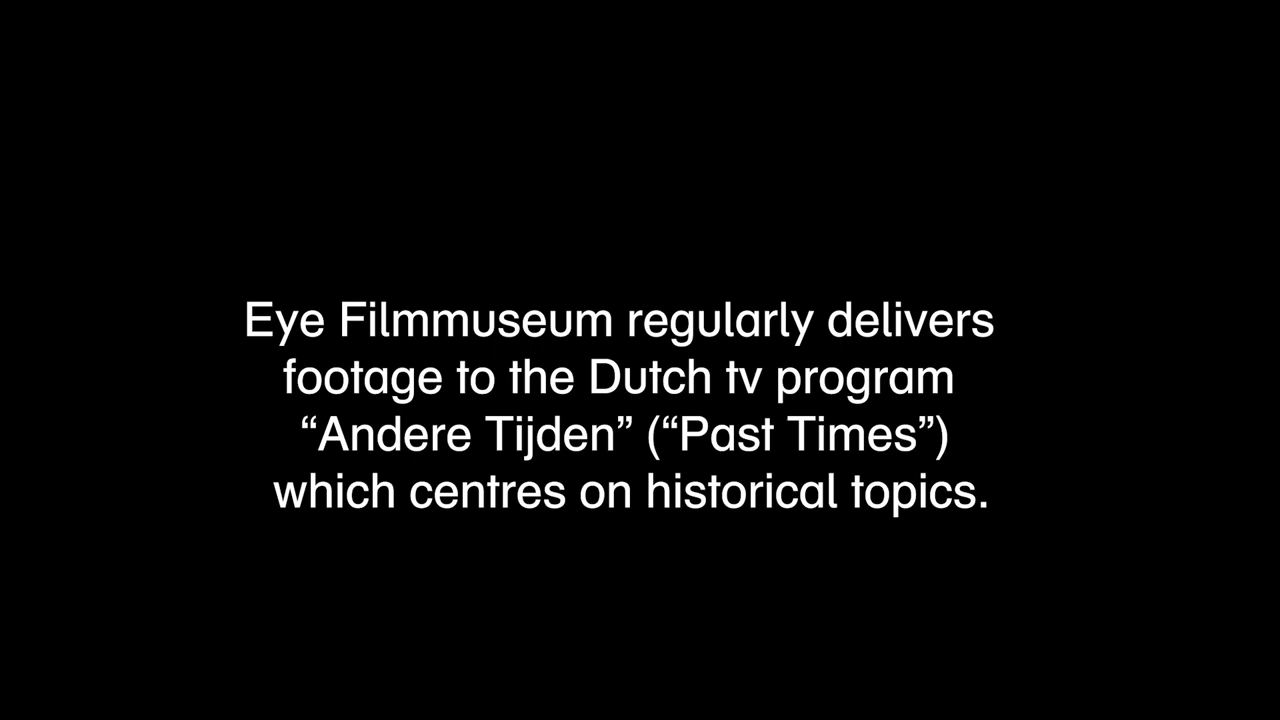 Eye Filmmuseum regularly delivers
footage to the Dutch tv program
“Andere Tijden” (“Past Times”)
which centres on historical topics.